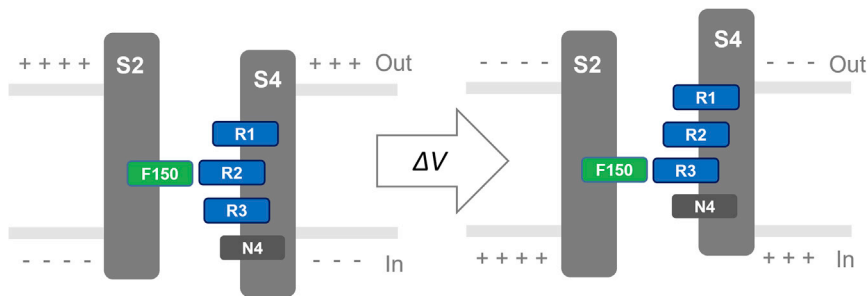 ++++ S2 S4 +++ Out
R1
F150 R2
R3
N4
- - - - - - - In
ΔV
- - - - S2 S4 - - - Out
R1
R2
F150 R3
N4
++++ +++ In